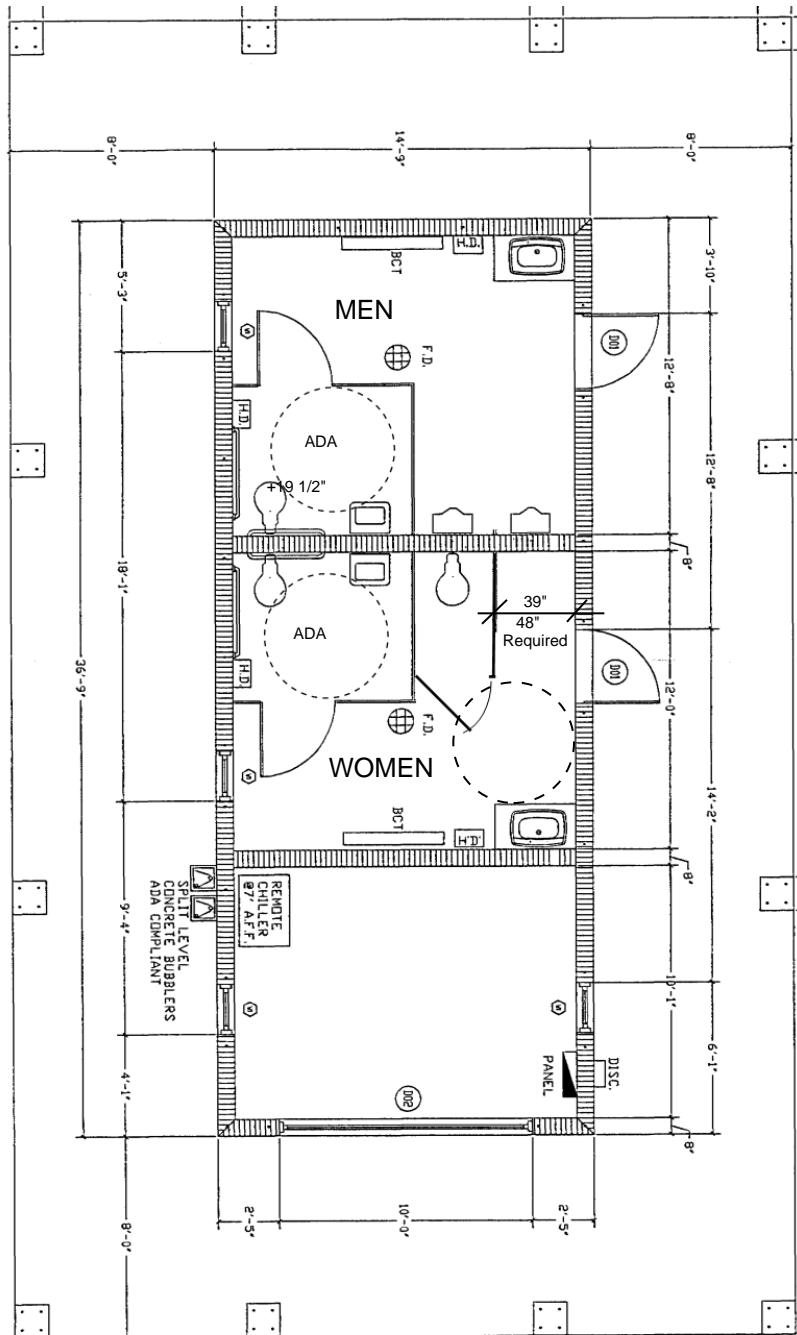 8'-0"
14'-9"
8'-0"
5'-3"
3'-10"
H.D.
BCT
MEN
F.D.
D01
12'-8"
H.D.
ADA
+19 1/2"
12'-8"
18'-1"
8"
39"
48"
Required
36'-9"
ADA
H.D.
D01
12'-0"
F.D.
WOMEN
14'-2"
BCT
H.D.
8"
REMOTE
CHILLER
@7' A.F.F.
SPLIT LEVEL
CONCRETE BUBBLERS
ADA COMPLIANT
9'-4"
10'-1"
6'-1"
DISC.
PANEL
4'-1"
D02
8"
2'-5"
10'-0"
2'-5"
8'-0"